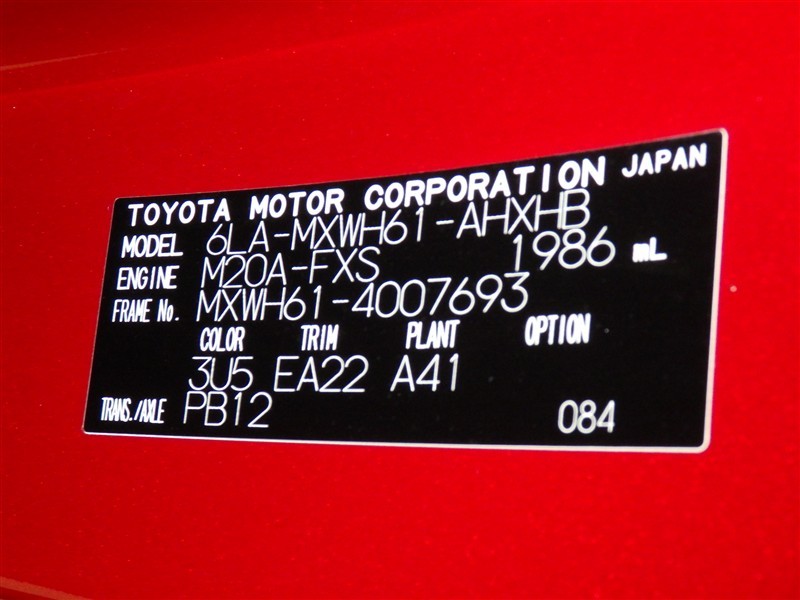 TOYOTA MOTOR CORPORATION JAPAN
MODEL 6LA-MXWH61-AHXHB
ENGINE M20A-FXS 1986 mL
FRAME No. MXWH61-4007693
COLOR TRIM PLANT OPTION
3U5 EA22 A41
TRANS./AXLE PB12 084